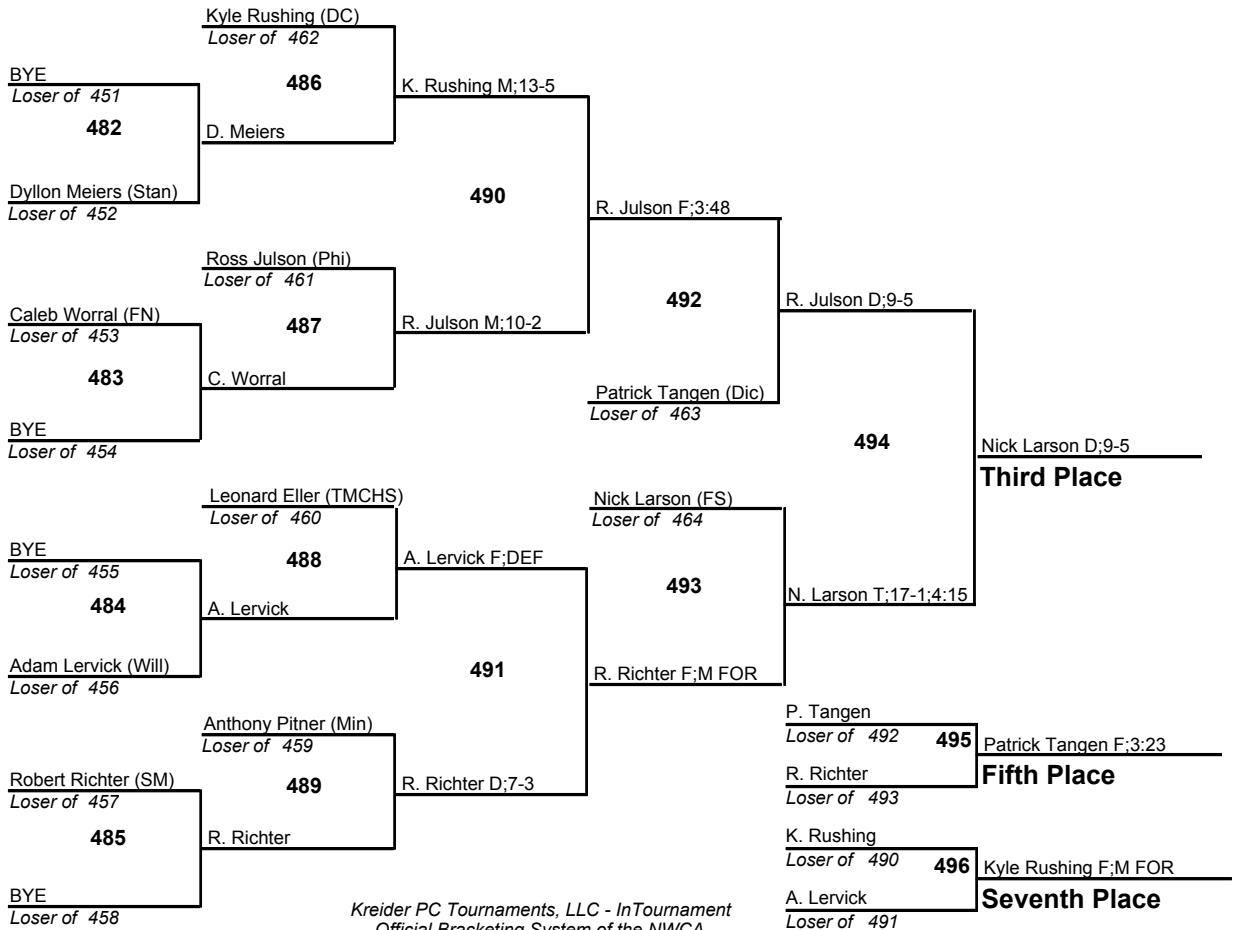 Kyle Rushing (DC)
Loser of 462
BYE
Loser of 451
486
K. Rushing M;13-5
482
D. Meiers
Dyllon Meiers (Stan)
Loser of 452
490
R. Julson F;3:48
Ross Julson (Phi)
Loser of 461
492
R. Julson D;9-5
Caleb Worral (FN)
Loser of 453
487
R. Julson M;10-2
483
C. Worral
Patrick Tangen (Dic)
Loser of 463
BYE
Loser of 454
494
Nick Larson D;9-5
Third Place
Leonard Eller (TMCHS)
Loser of 460
Nick Larson (FS)
Loser of 464
BYE
Loser of 455
488
A. Lervick F;DEF
493
N. Larson T;17-1;4:15
484
A. Lervick
Adam Lervick (Will)
Loser of 456
491
R. Richter F;M FOR
Anthony Pitner (Min)
Loser of 459
P. Tangen
Loser of 492
495
Patrick Tangen F;3:23
Fifth Place
Robert Richter (SM)
Loser of 457
489
R. Richter D;7-3
R. Richter
Loser of 493
485
R. Richter
K. Rushing
Loser of 490
496
Kyle Rushing F;M FOR
Seventh Place
BYE
Loser of 458
A. Lervick
Loser of 491
Kreider PC Tournaments, LLC - InTournament
Official Bracketing System of the NWCA